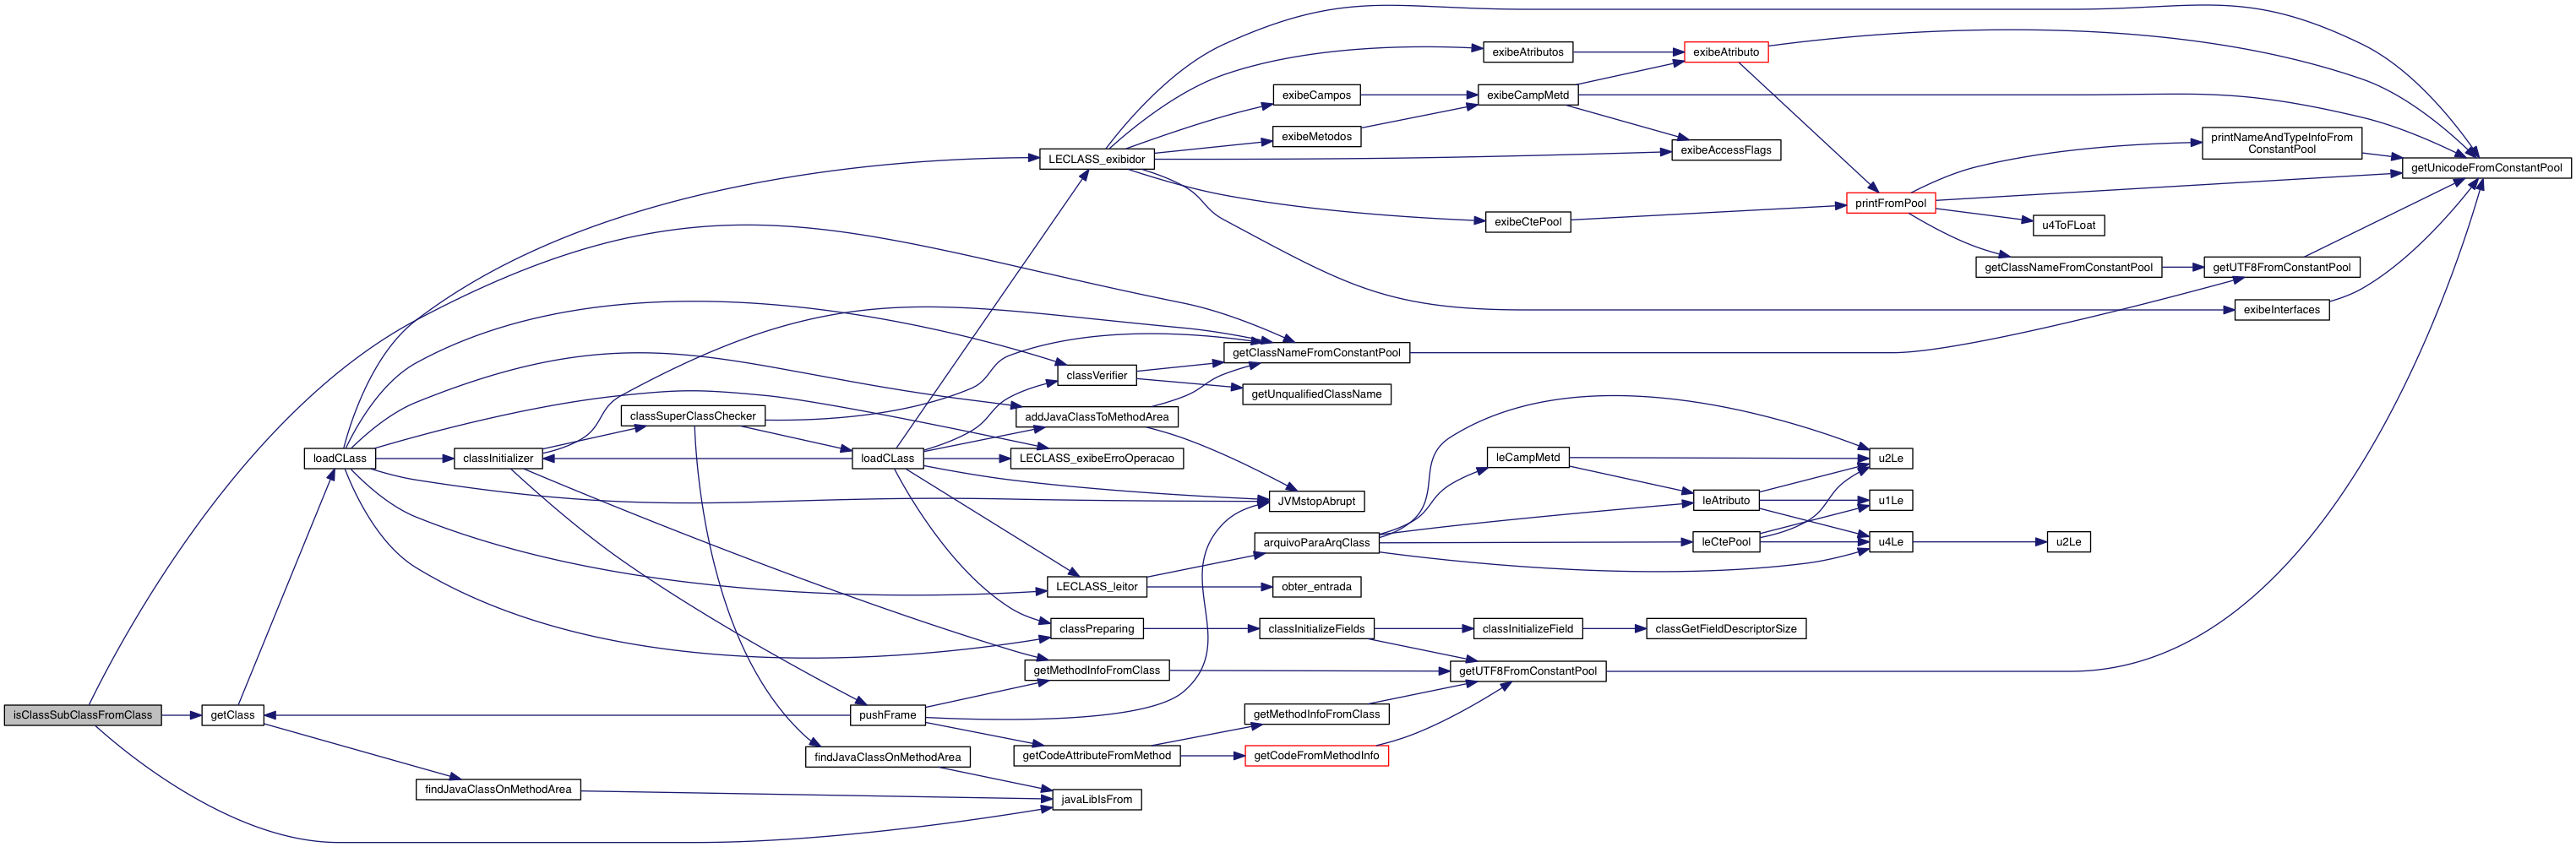 exibeAtributos
exibeAtributo
exibeCampos
exibeCampMetd
exibeMetodos
printNameAndTypeInfoFrom
ConstantPool
exibeAccessFlags
LECLASS_exibidor
getUnicodeFromConstantPool
printFromPool
exibeCtePool
u4ToFLoat
getClassNameFromConstantPool
getUTF8FromConstantPool
exibeInterfaces
getClassNameFromConstantPool
classVerifier
getUnqualifiedClassName
classSuperClassChecker
addJavaClassToMethodArea
loadCLass
classInitializer
loadCLass
LECLASS_exibeErroOperacao
leCampMetd
u2Le
JVMstopAbrupt
leAtributo
u1Le
arquivoParaArqClass
leCtePool
u4Le
u2Le
LECLASS_leitor
obter_entrada
classPreparing
classInitializeFields
classInitializeField
classGetFieldDescriptorSize
getMethodInfoFromClass
getUTF8FromConstantPool
isClassSubClassFromClass
getClass
pushFrame
getMethodInfoFromClass
findJavaClassOnMethodArea
getCodeAttributeFromMethod
getCodeFromMethodInfo
findJavaClassOnMethodArea
javaLibIsFrom